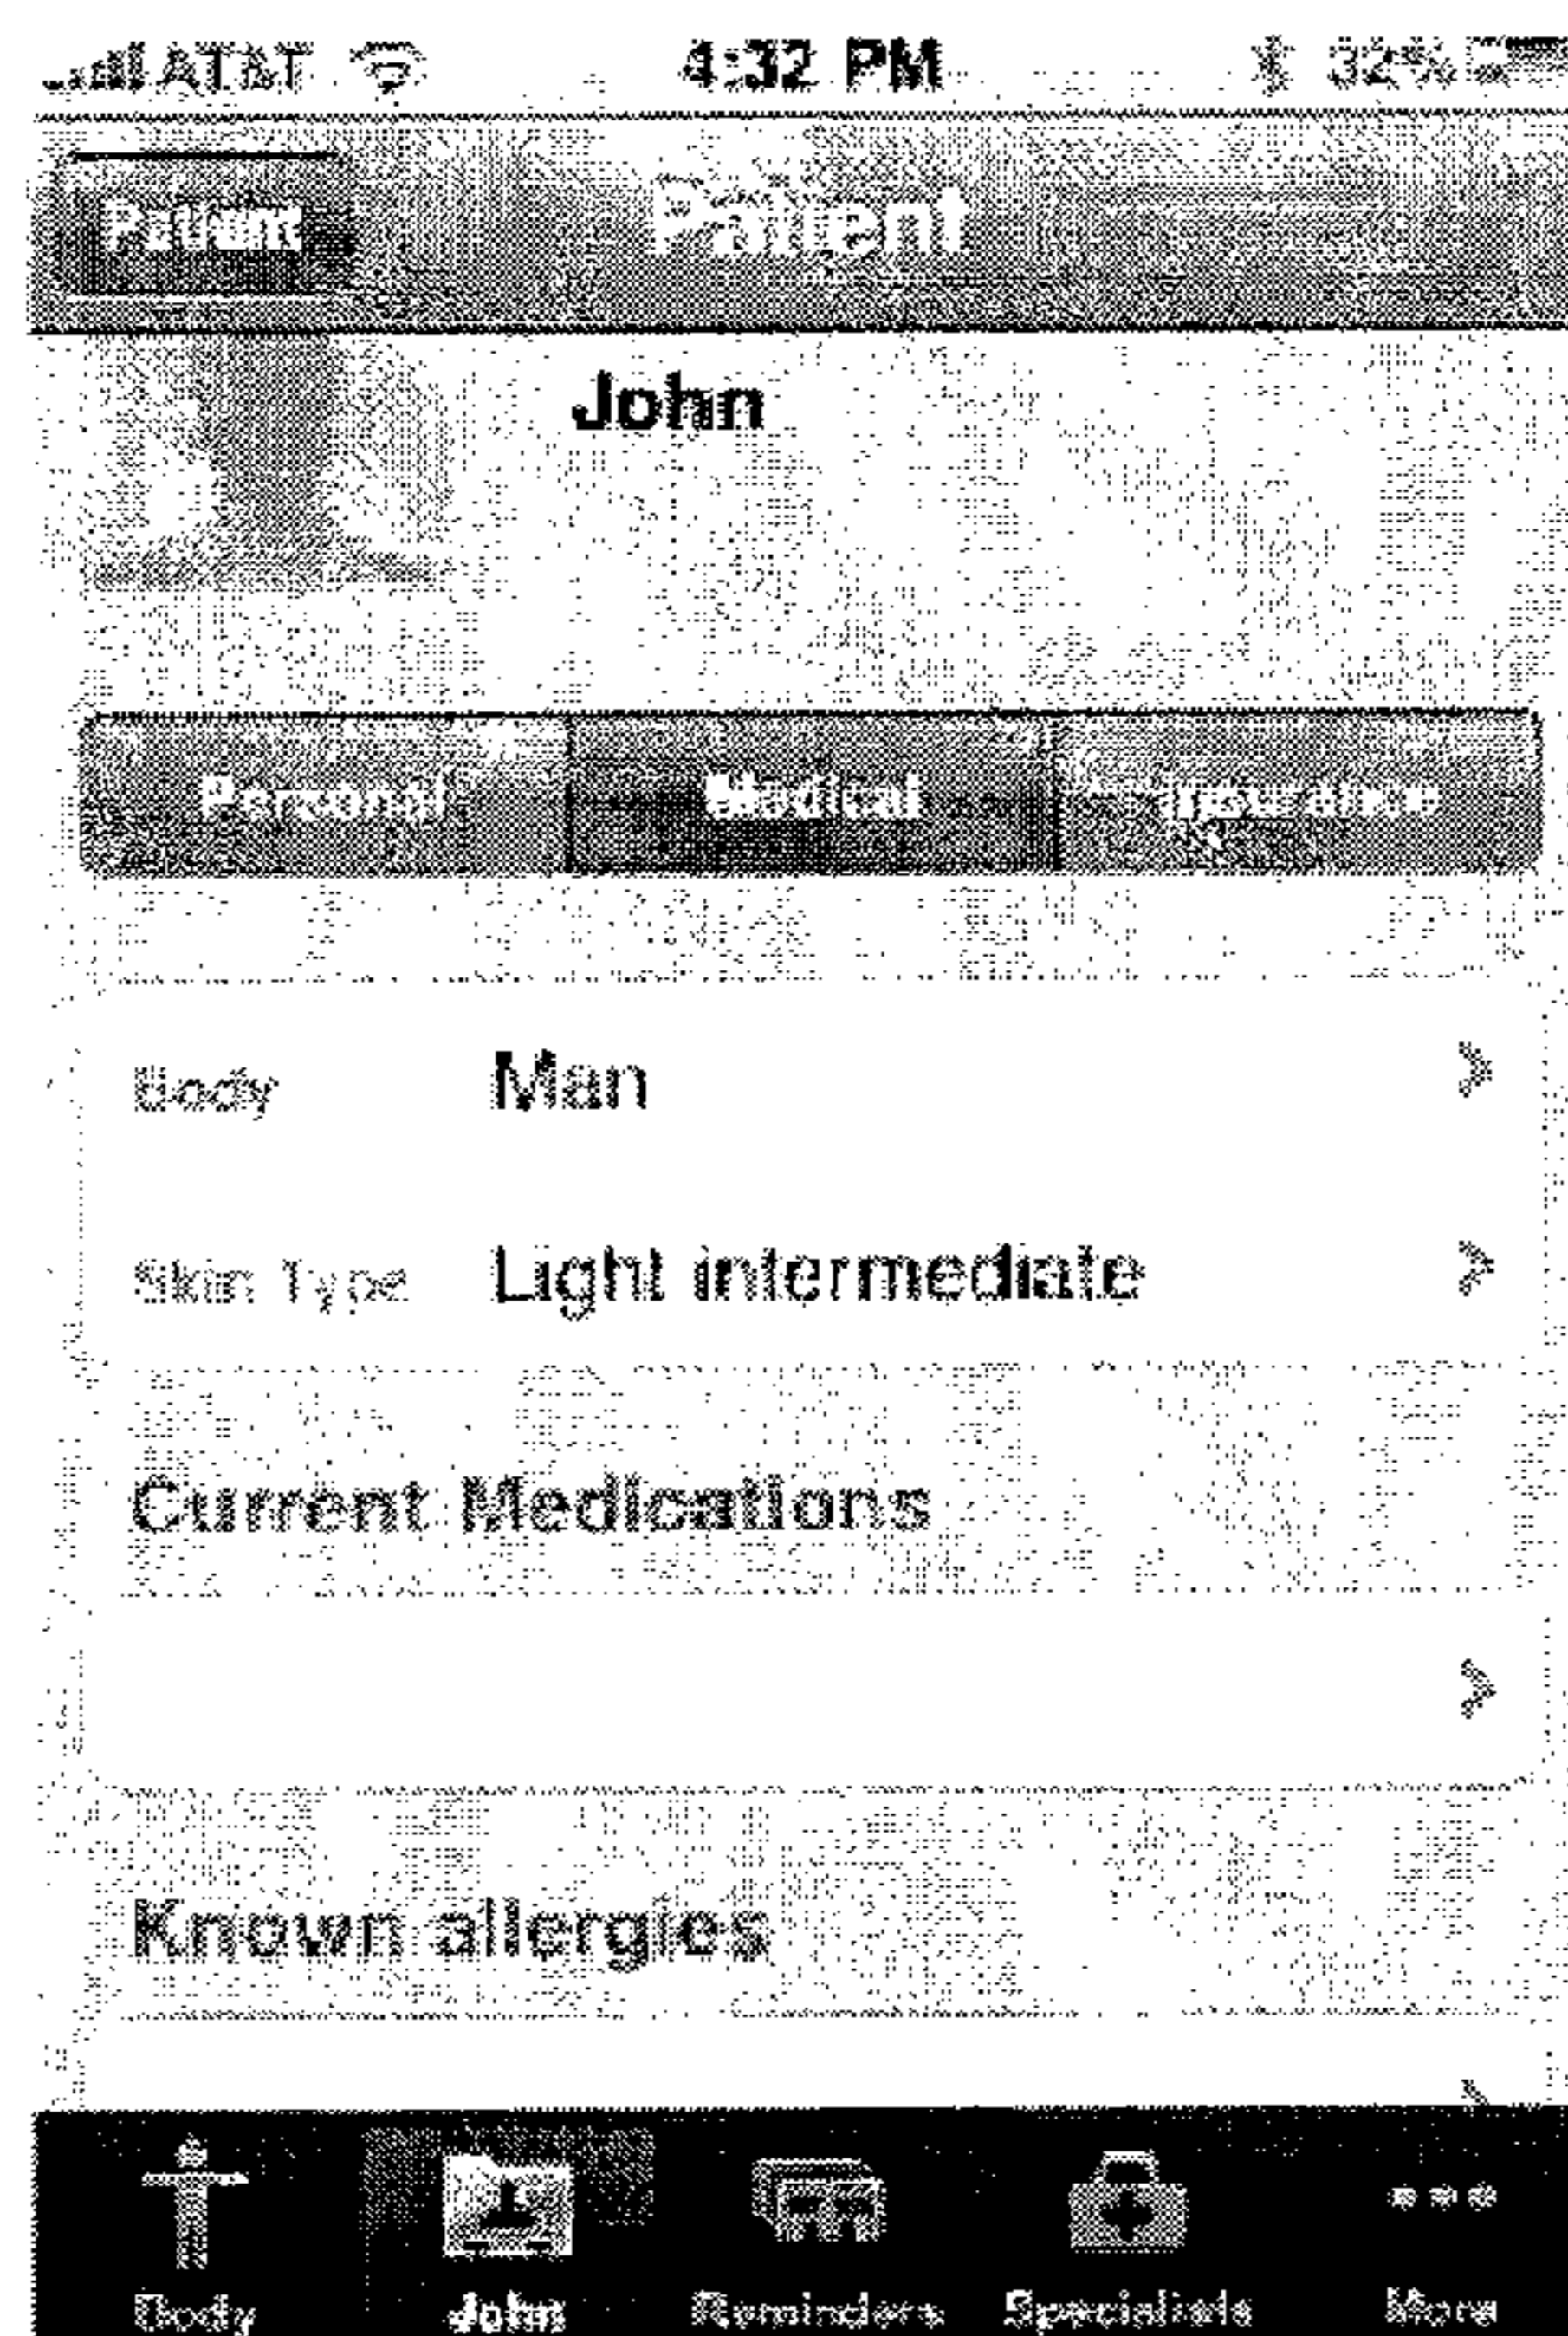 AT&T 4:32 PM 32%
Patient Patient
John
Personal Medical Insurance
Body Man
Skin Type Light intermediate
Current Medications
Known allergies
Body John Reminders Specialists More